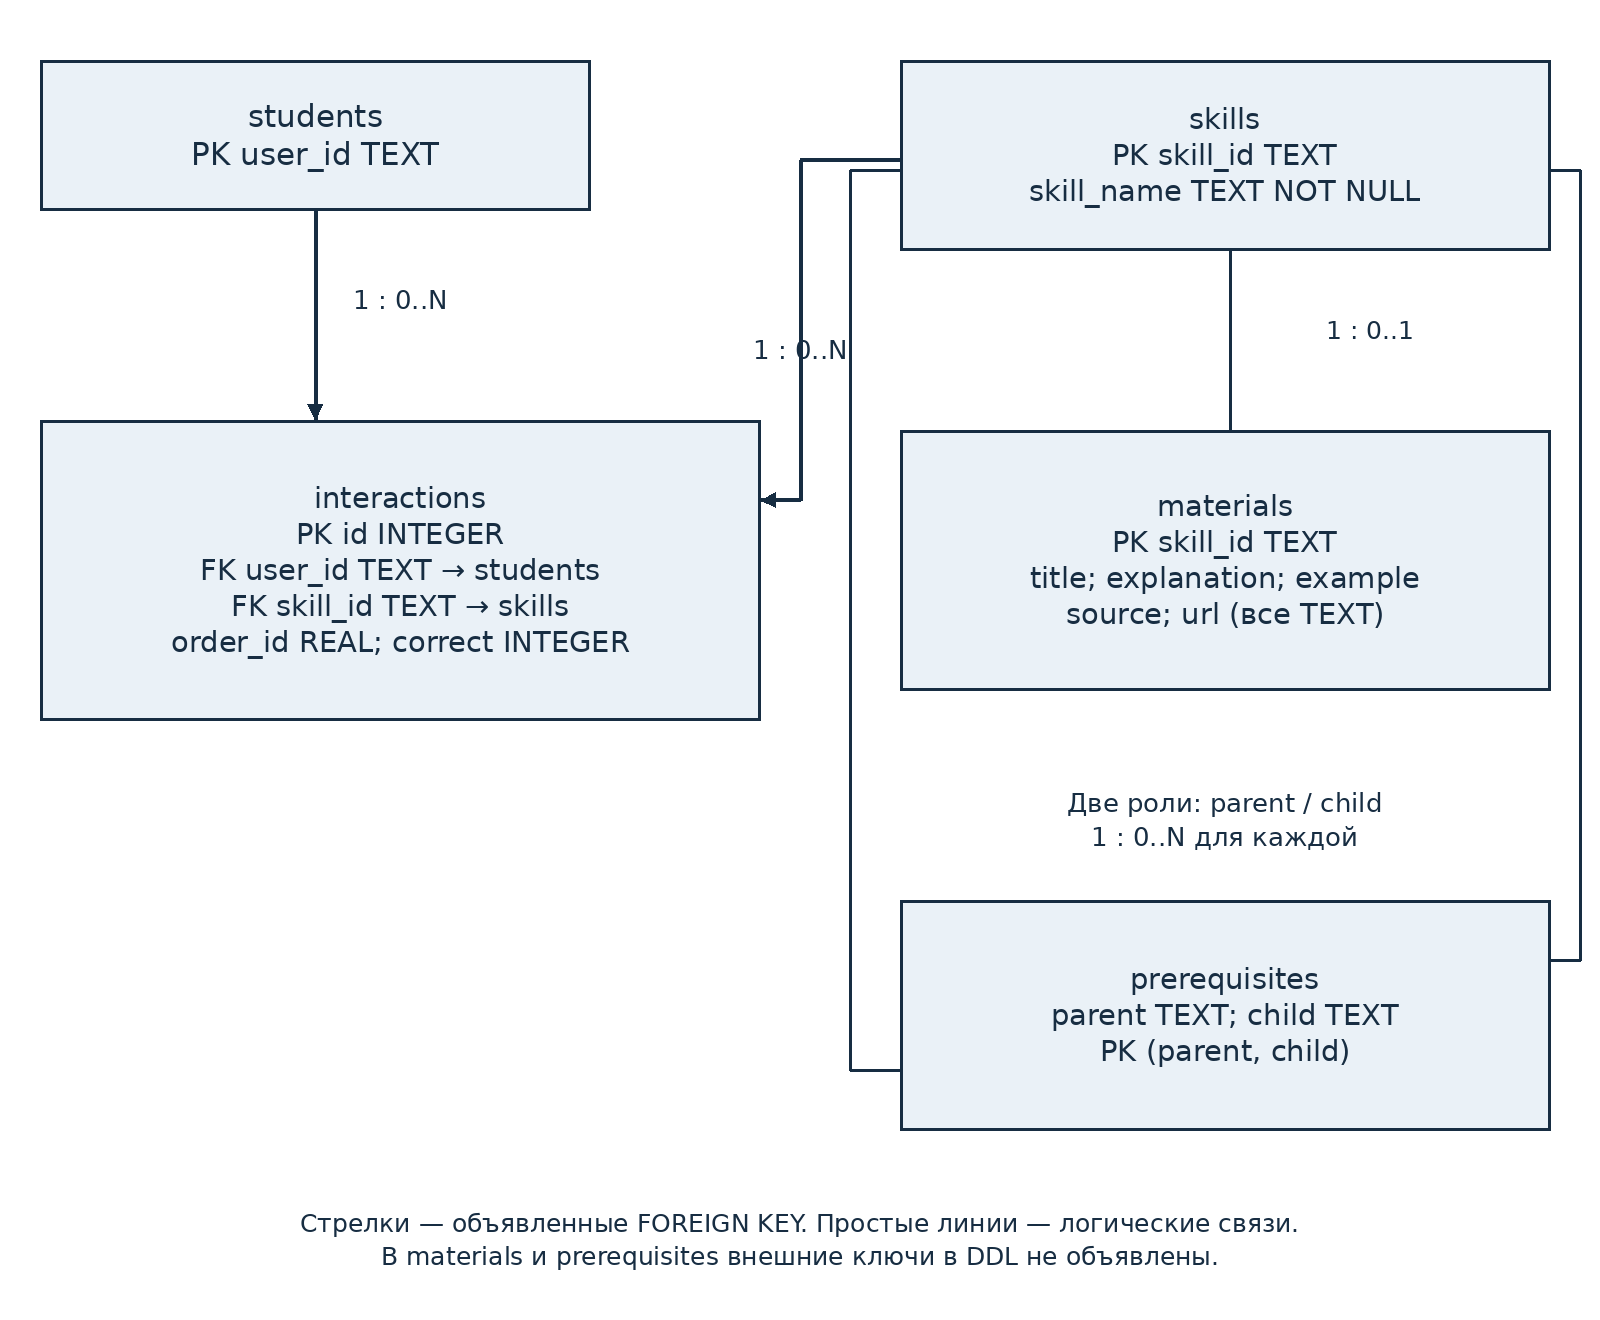 students
PK user_id TEXT
skills
PK skill_id TEXT
skill_name TEXT NOT NULL
1 : 0..N
1 : 0..N
1 : 0..1
interactions
PK id INTEGER
FK user_id TEXT → students
FK skill_id TEXT → skills
order_id REAL; correct INTEGER
materials
PK skill_id TEXT
title; explanation; example
source; url (все TEXT)
Две роли: parent / child
1 : 0..N для каждой
prerequisites
parent TEXT; child TEXT
PK (parent, child)
Стрелки — объявленные FOREIGN KEY. Простые линии — логические связи.
В materials и prerequisites внешние ключи в DDL не объявлены.